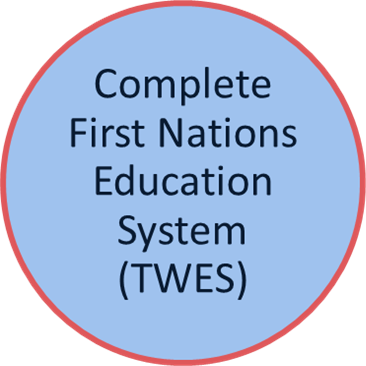 Complete
First Nations
Education
System
(TWES)